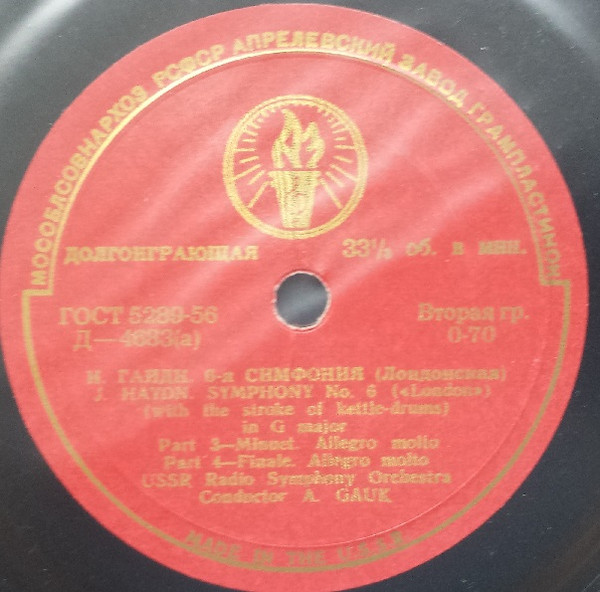 МОСОБЛСОВНАРХОЗ РСФСР АПРЕЛЕВСКИЙ ЗАВОД ГРАМПЛАСТИНОК
ДОЛГОИГРАЮЩАЯ 33⅓ об. в мин.
ГОСТ 5289-56 Вторая гр.
Д—4683(а) 0-70
И. ГАЙДН. 6-я СИМФОНИЯ (Лондонская)
J. HAYDN. SYMPHONY No. 6 («London»)
(with the stroke of kettle-drums)
in G major
Part 3—Minuet. Allegro molto
Part 4—Finale. Allegro molto
USSR Radio Symphony Orchestra
Conductor A. GAUK
MADE IN THE U.S.S.R.